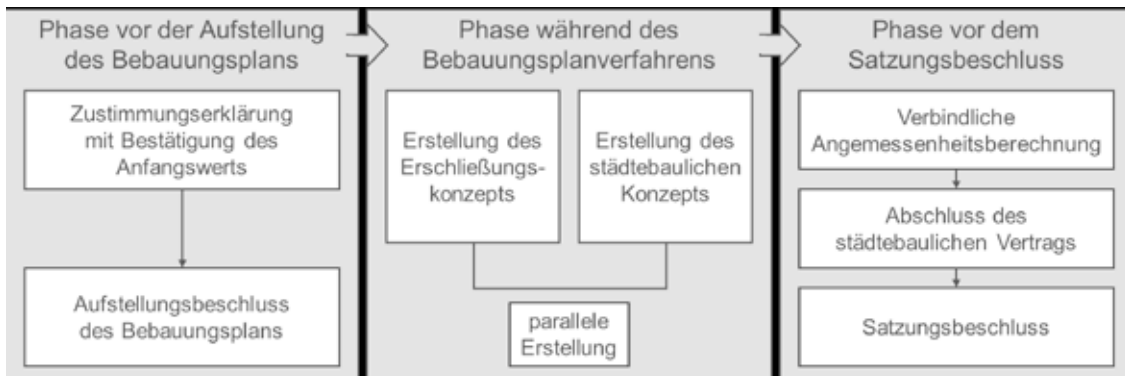 Phase vor der Aufstellung
des Bebauungsplans
Zustimmungserklärung
mit Bestätigung des
Anfangswerts
Aufstellungsbeschluss
des Bebauungsplans
Phase während des
Bebauungsplanverfahrens
Erstellung des
Erschließungs-
konzepts
Erstellung des
städtebaulichen
Konzepts
parallele
Erstellung
Phase vor dem
Satzungsbeschluss
Verbindliche
Angemessenheitsberechnung
Abschluss des
städtebaulichen Vertrags
Satzungsbeschluss